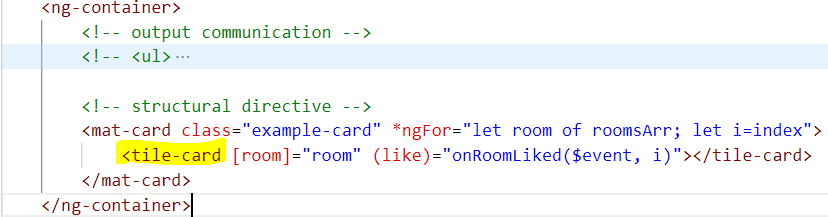 <ng-container>
<!-- output communication -->
<!-- <ul>...
<!-- structural directive -->
<mat-card class="example-card" *ngFor="let room of roomsArr; let i=index">
<tile-card [room]="room" (like)="onRoomLiked($event, i)"></tile-card>
</mat-card>
</ng-container>